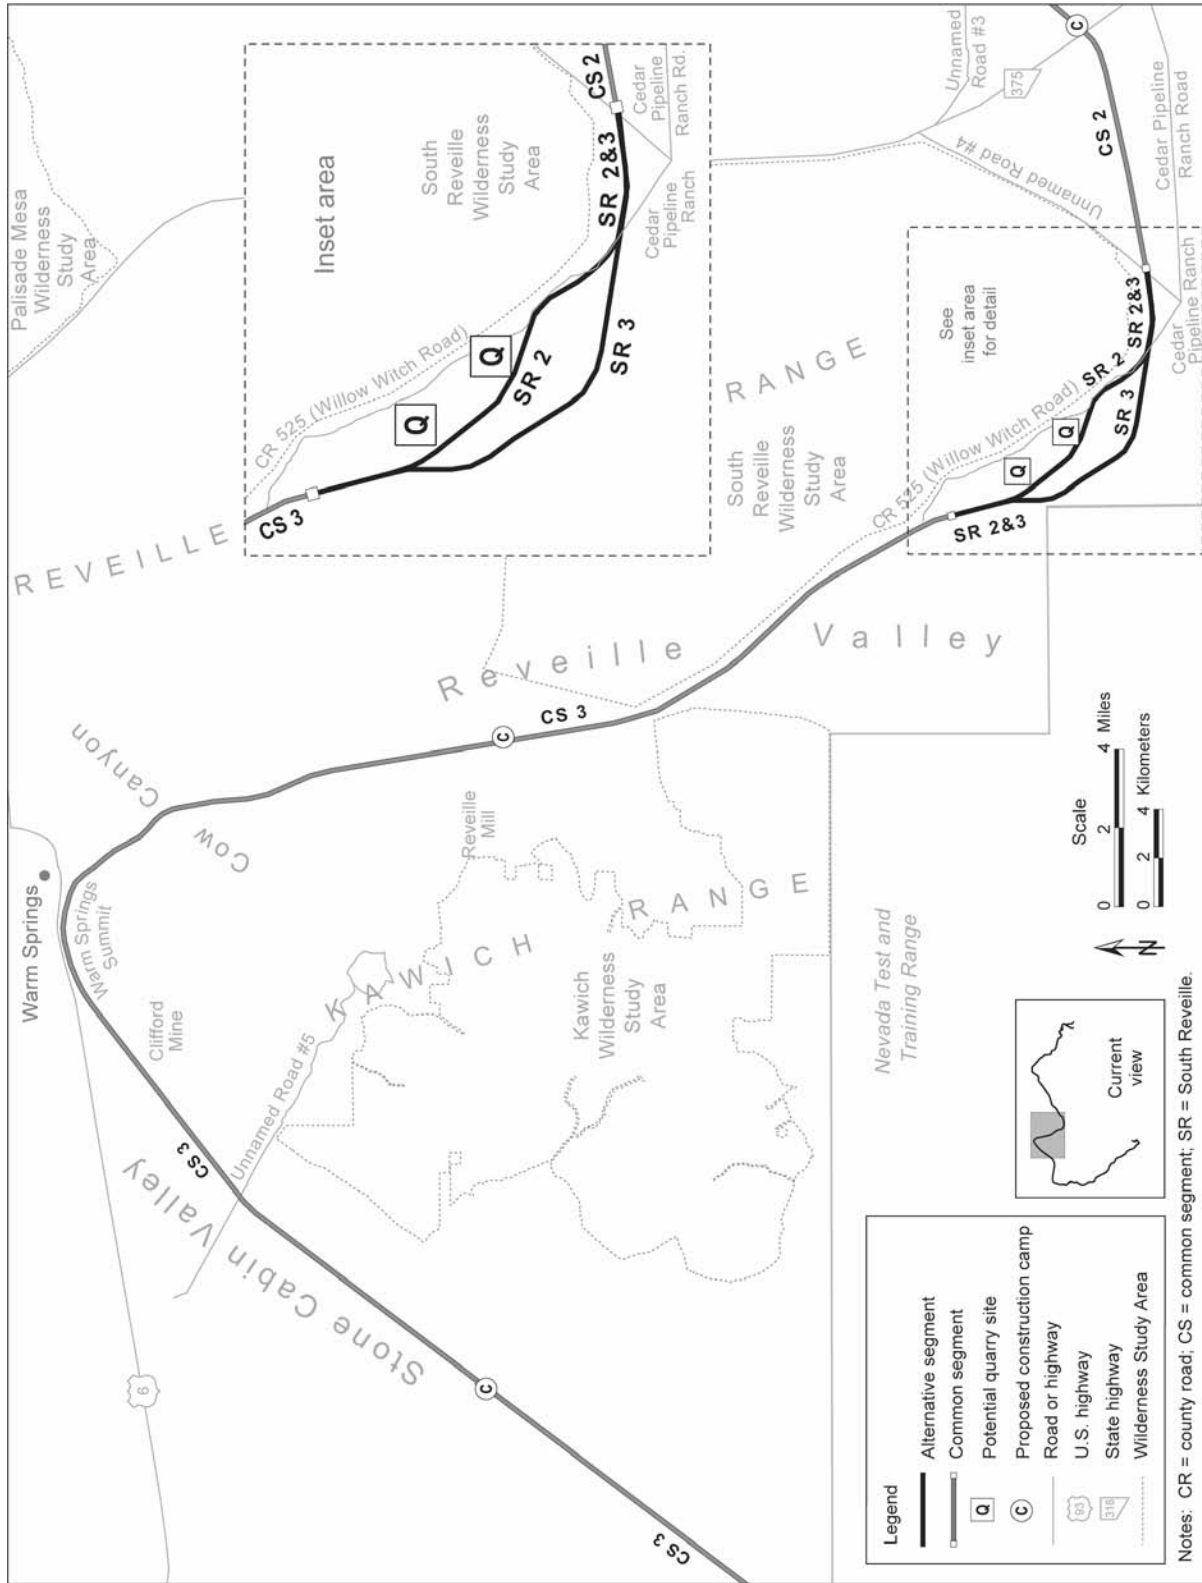 Palisade Mesa
Wilderness
Study
Area
REVEILLE
RANGE
Inset area
South
Reveille
Wilderness
Study
Area
CR 525 (Willow Witch Road)
CS 3
Q
Q
SR 2
SR 3
SR 2&3
CS 2
Cedar
Pipeline
Ranch
Cedar
Pipeline
Ranch Rd.
Warm Springs
Warm Springs
Summit
Cow
Canyon
6
Clifford
Mine
Unnamed Road #5
CS 3
Stone Cabin Valley
C
CS 3
KAWICH
RANGE
Reveille
Mill
Kawich
Wilderness
Study
Area
C
CS 3
Reveille
Valley
South
Reveille
Wilderness
Study
Area
CR 525 (Willow Witch Road)
See
inset area
for detail
Q
Q
SR 2&3
SR 2
SR 3
SR 2&3
Cedar
Pipeline Ranch
Unnamed
Road #3
375
Unnamed Road #4
C
CS 2
Cedar Pipeline
Ranch Road
Nevada Test and
Training Range
Legend
Alternative segment
Common segment
Q Potential quarry site
C Proposed construction camp
Road or highway
93 U.S. highway
318 State highway
Wilderness Study Area
Current
view
N
Scale
0 2 4 Miles
0 2 4 Kilometers
Notes: CR = county road; CS = common segment; SR = South Reveille.